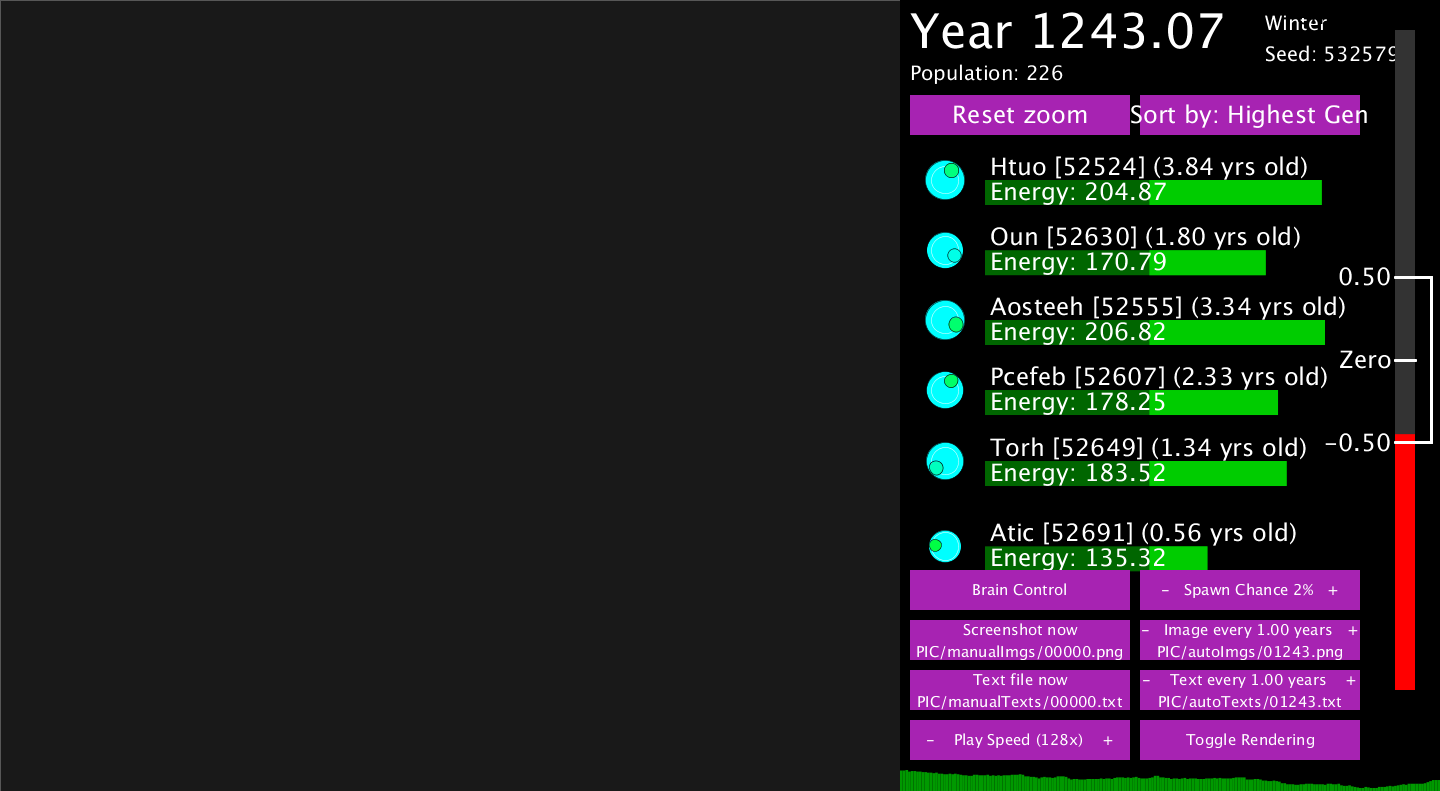 Year 1243.07
Winter
Seed: 532579
Population: 226
Reset zoom
Sort by: Highest Gen
Htuo [52524] (3.84 yrs old)
Energy: 204.87
Oun [52630] (1.80 yrs old)
Energy: 170.79
0.50
Aosteeh [52555] (3.34 yrs old)
Energy: 206.82
Zero
Pcefeb [52607] (2.33 yrs old)
Energy: 178.25
-0.50
Torh [52649] (1.34 yrs old)
Energy: 183.52
Atic [52691] (0.56 yrs old)
Energy: 135.32
Brain Control
- Spawn Chance 2% +
Screenshot now
PIC/manualImgs/00000.png
- Image every 1.00 years +
PIC/autoImgs/01243.png
Text file now
PIC/manualTexts/00000.txt
- Text every 1.00 years +
PIC/autoTexts/01243.txt
- Play Speed (128x) +
Toggle Rendering